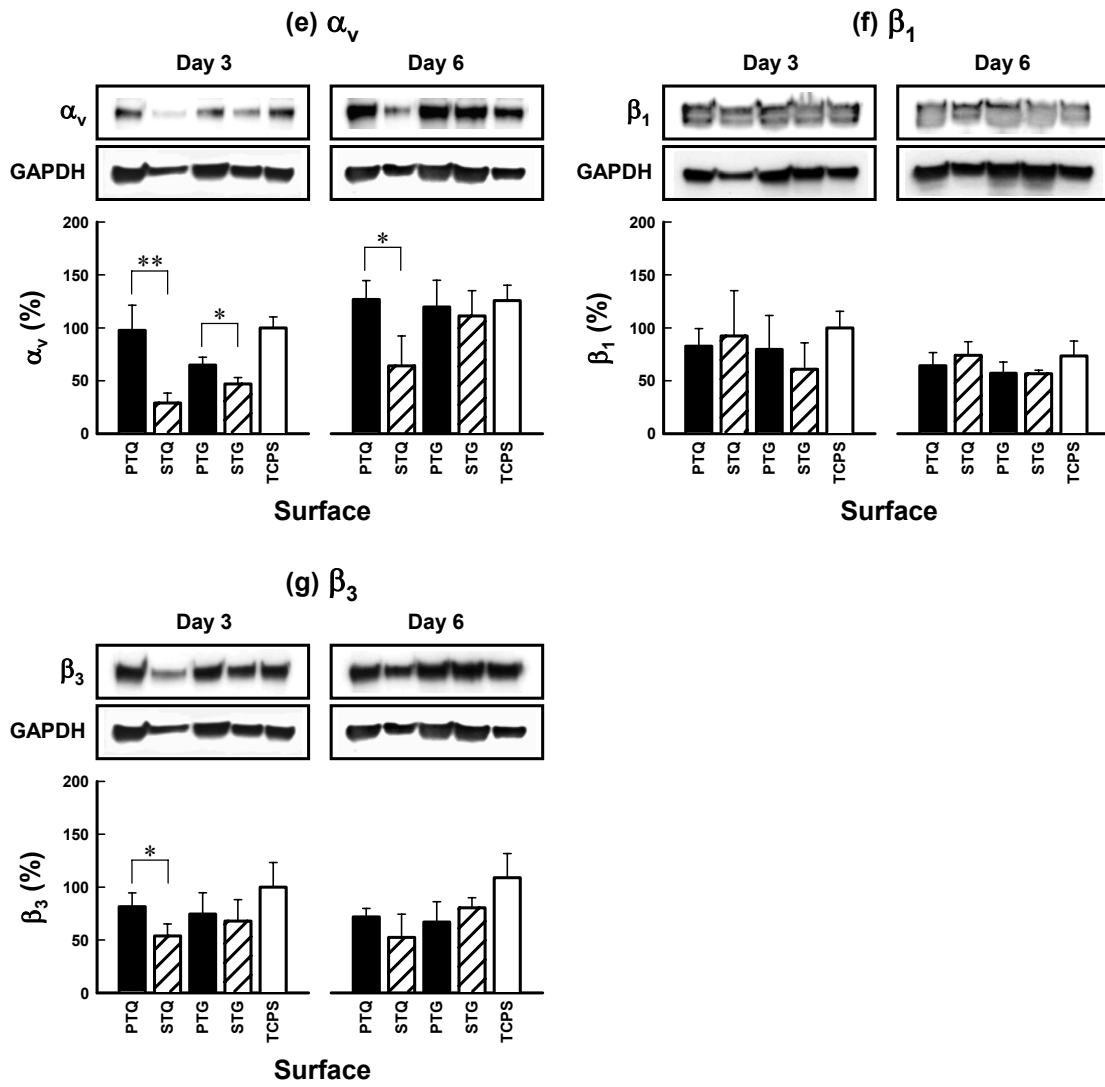 (e) αv
Day 3 Day 6
αv
GAPDH
200
150
100
50
0
αv (%)
** * *
PTQ STQ PTG STG TCPS PTQ STQ PTG STG TCPS
Surface
(f) β1
Day 3 Day 6
β1
GAPDH
200
150
100
50
0
β1 (%)
PTQ STQ PTG STG TCPS PTQ STQ PTG STG TCPS
Surface
(g) β3
Day 3 Day 6
β3
GAPDH
200
150
100
50
0
β3 (%)
*
PTQ STQ PTG STG TCPS PTQ STQ PTG STG TCPS
Surface